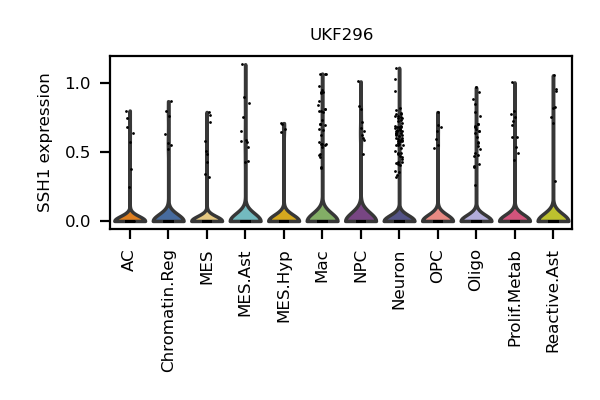 UKF296
SSH1 expression
1.0
0.5
0.0
AC
Chromatin.Reg
MES
MES.Ast
MES.Hyp
Mac
NPC
Neuron
OPC
Oligo
Prolif.Metab
Reactive.Ast